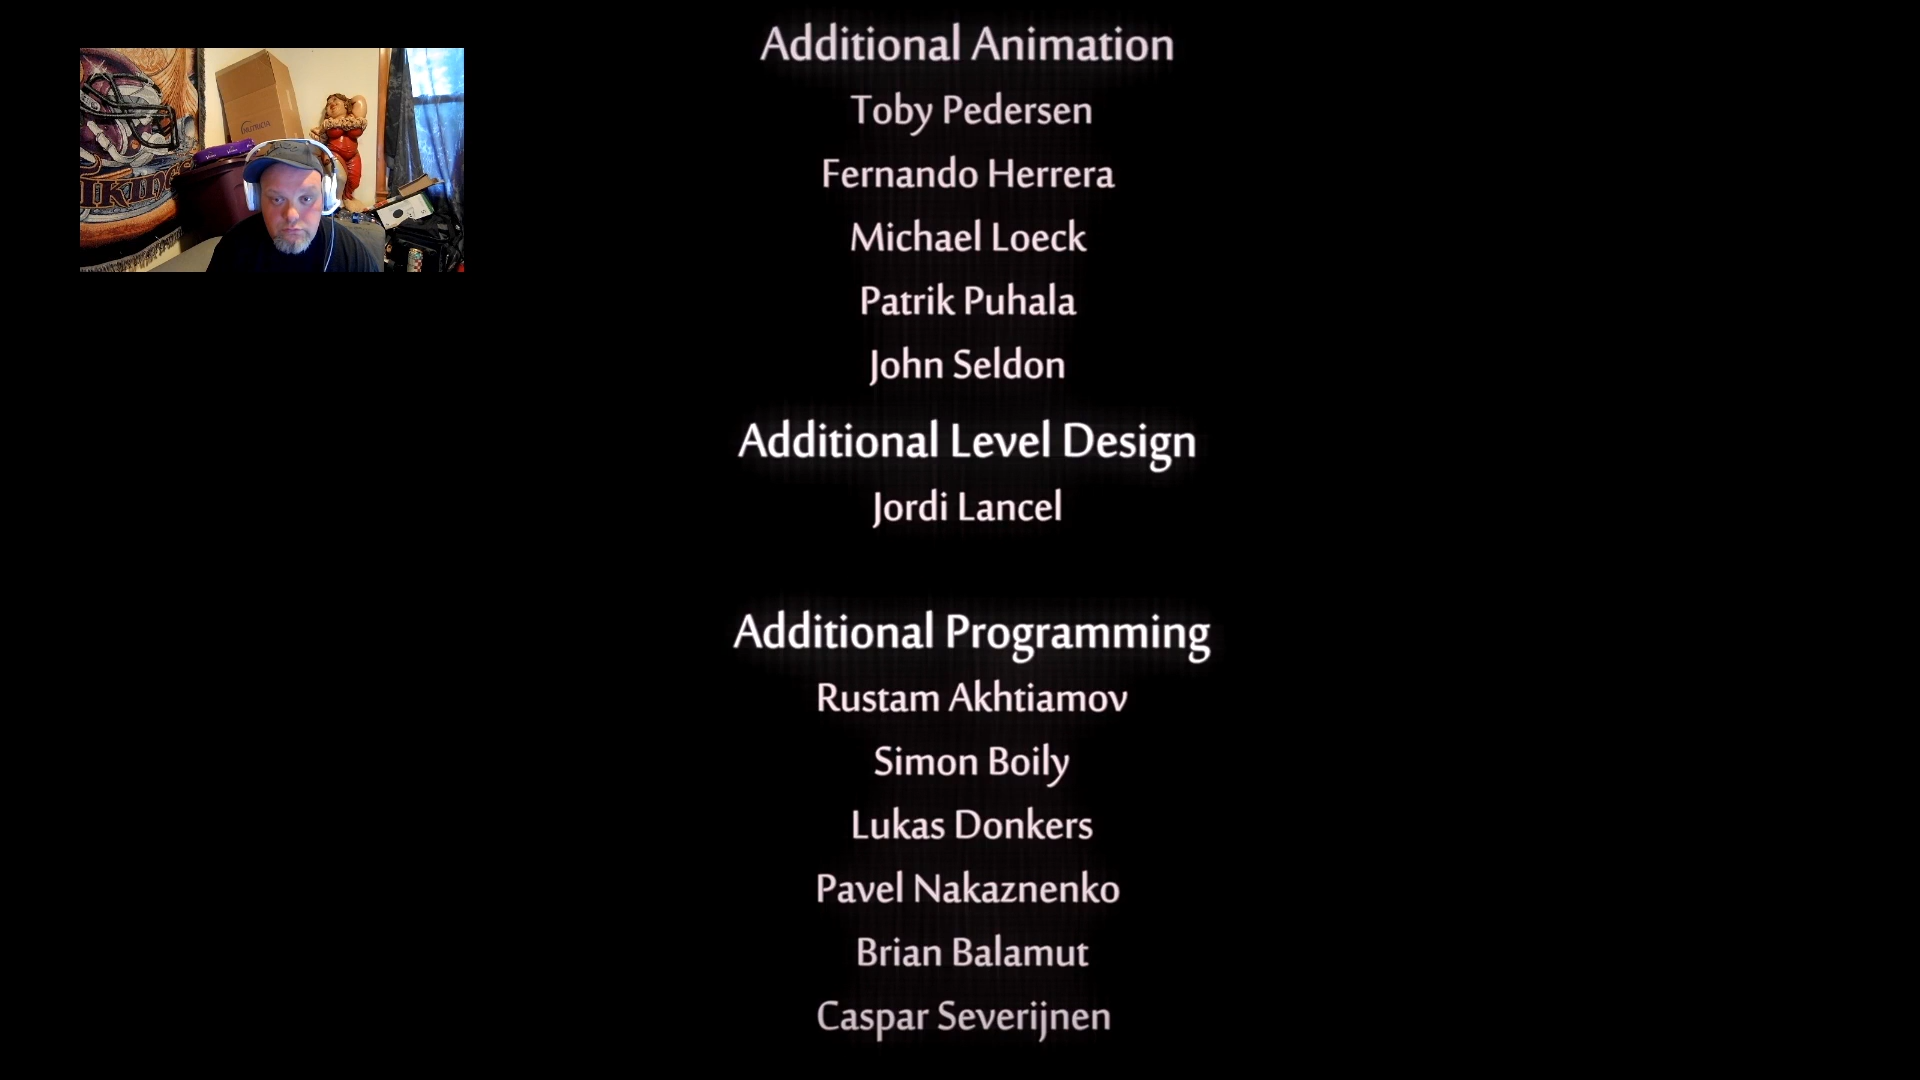 Additional Animation
Toby Pedersen
Fernando Herrera
Michael Loeck
Patrik Puhala
John Seldon
Additional Level Design
Jordi Lancel
Additional Programming
Rustam Akhtiamov
Simon Boily
Lukas Donkers
Pavel Nakaznenko
Brian Balamut
Caspar Severijnen
IKING